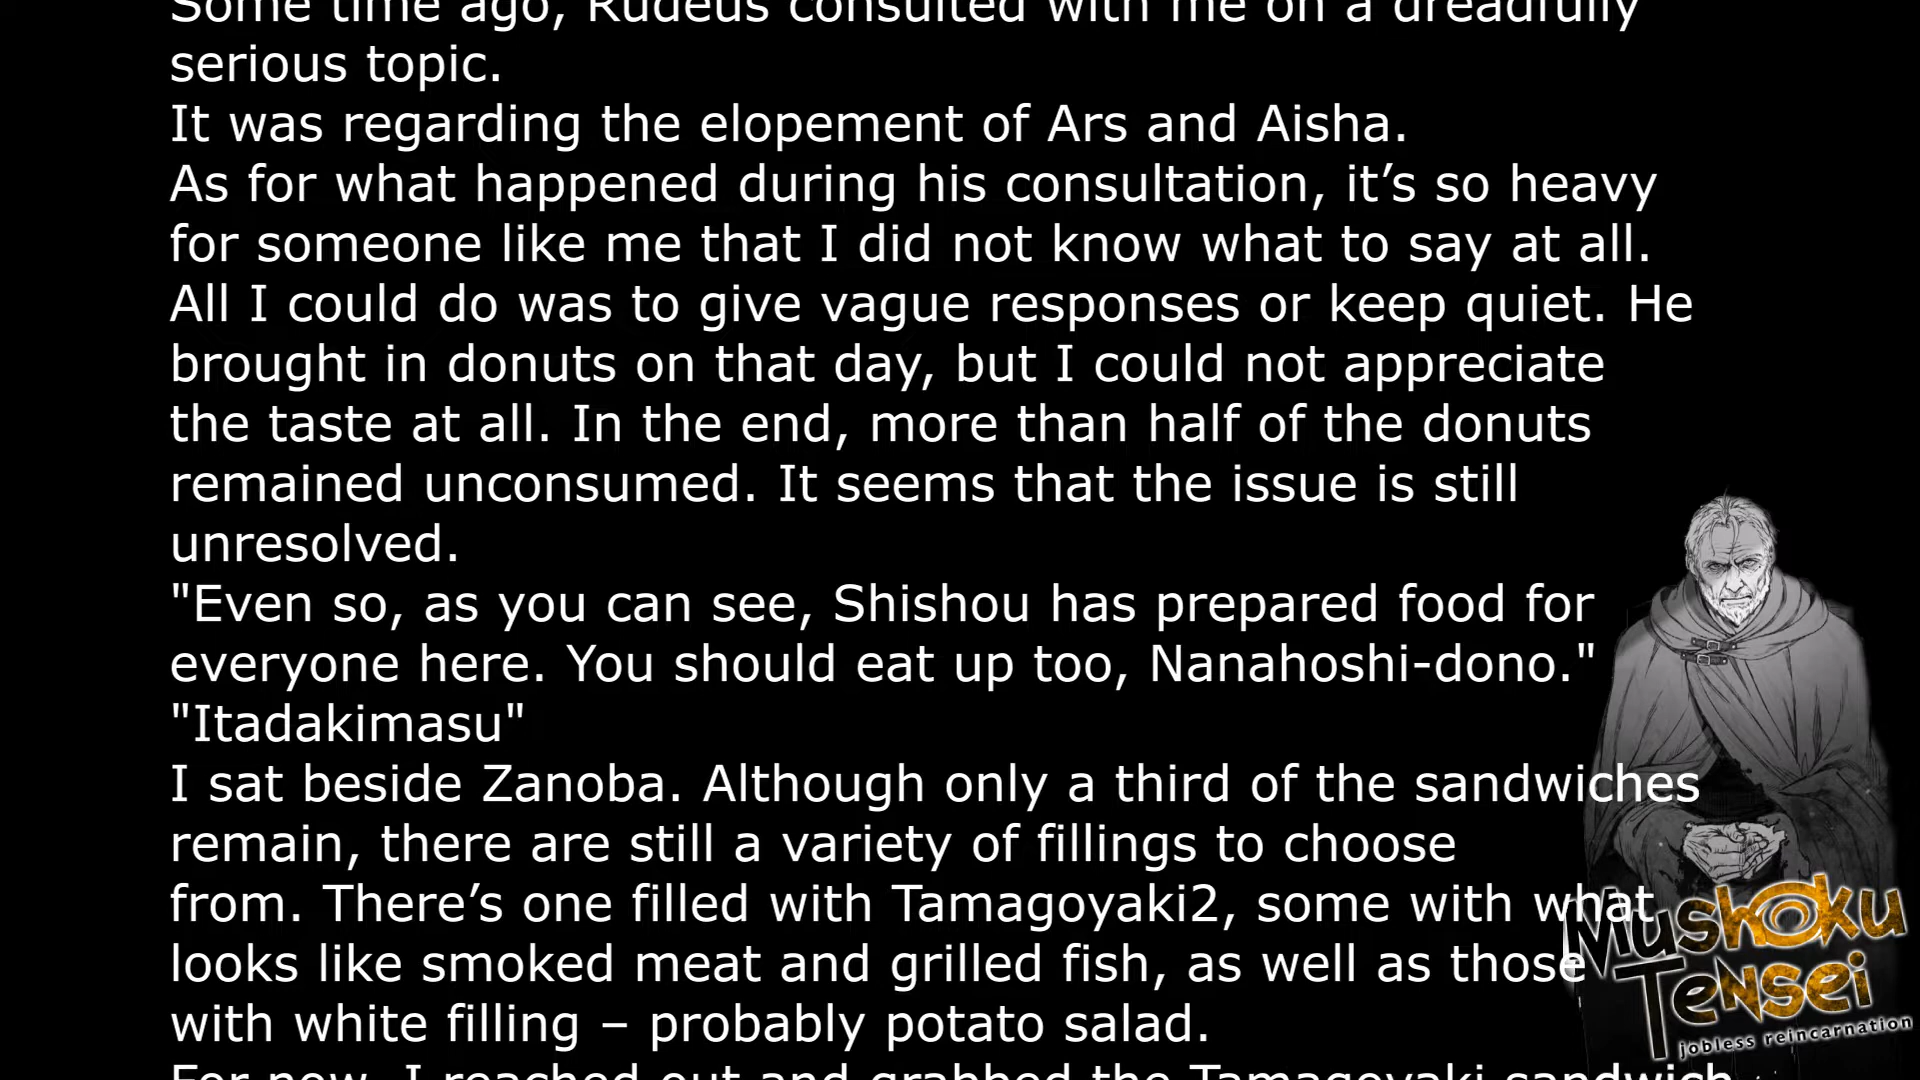 Some time ago, Rudeus consulted with me on a dreadfully
serious topic.
It was regarding the elopement of Ars and Aisha.
As for what happened during his consultation, it’s so heavy
for someone like me that I did not know what to say at all.
All I could do was to give vague responses or keep quiet. He
brought in donuts on that day, but I could not appreciate
the taste at all. In the end, more than half of the donuts
remained unconsumed. It seems that the issue is still
unresolved.
"Even so, as you can see, Shishou has prepared food for
everyone here. You should eat up too, Nanahoshi-dono."
"Itadakimasu"
I sat beside Zanoba. Although only a third of the sandwiches
remain, there are still a variety of fillings to choose
from. There’s one filled with Tamagoyaki2, some with what
looks like smoked meat and grilled fish, as well as those
with white filling – probably potato salad.
For now, I reached out and grabbed the Tamagoyaki sandwich
Mushoku
Tensei
jobless reincarnation